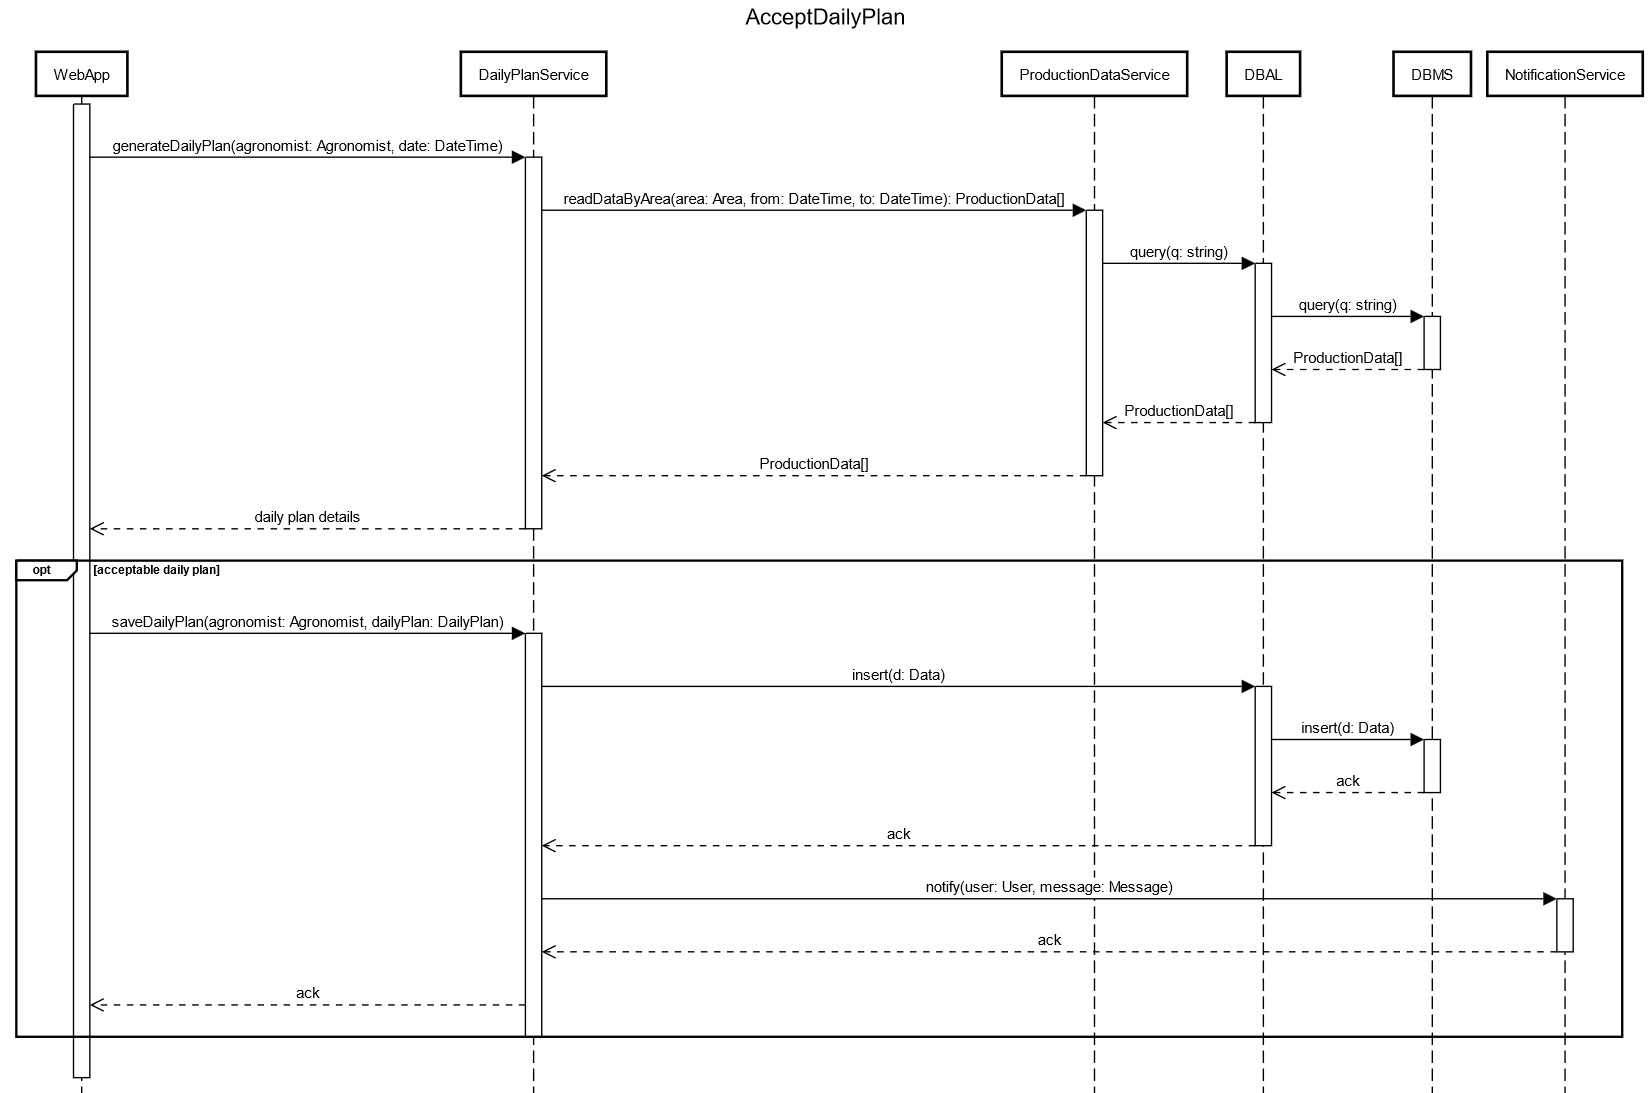 AcceptDailyPlan
WebApp
DailyPlanService
ProductionDataService
DBAL
DBMS
NotificationService
generateDailyPlan(agronomist: Agronomist, date: DateTime)
readDataByArea(area: Area, from: DateTime, to: DateTime): ProductionData[]
query(q: string)
query(q: string)
ProductionData[]
ProductionData[]
ProductionData[]
daily plan details
opt
[acceptable daily plan]
saveDailyPlan(agronomist: Agronomist, dailyPlan: DailyPlan)
insert(d: Data)
insert(d: Data)
ack
ack
notify(user: User, message: Message)
ack
ack